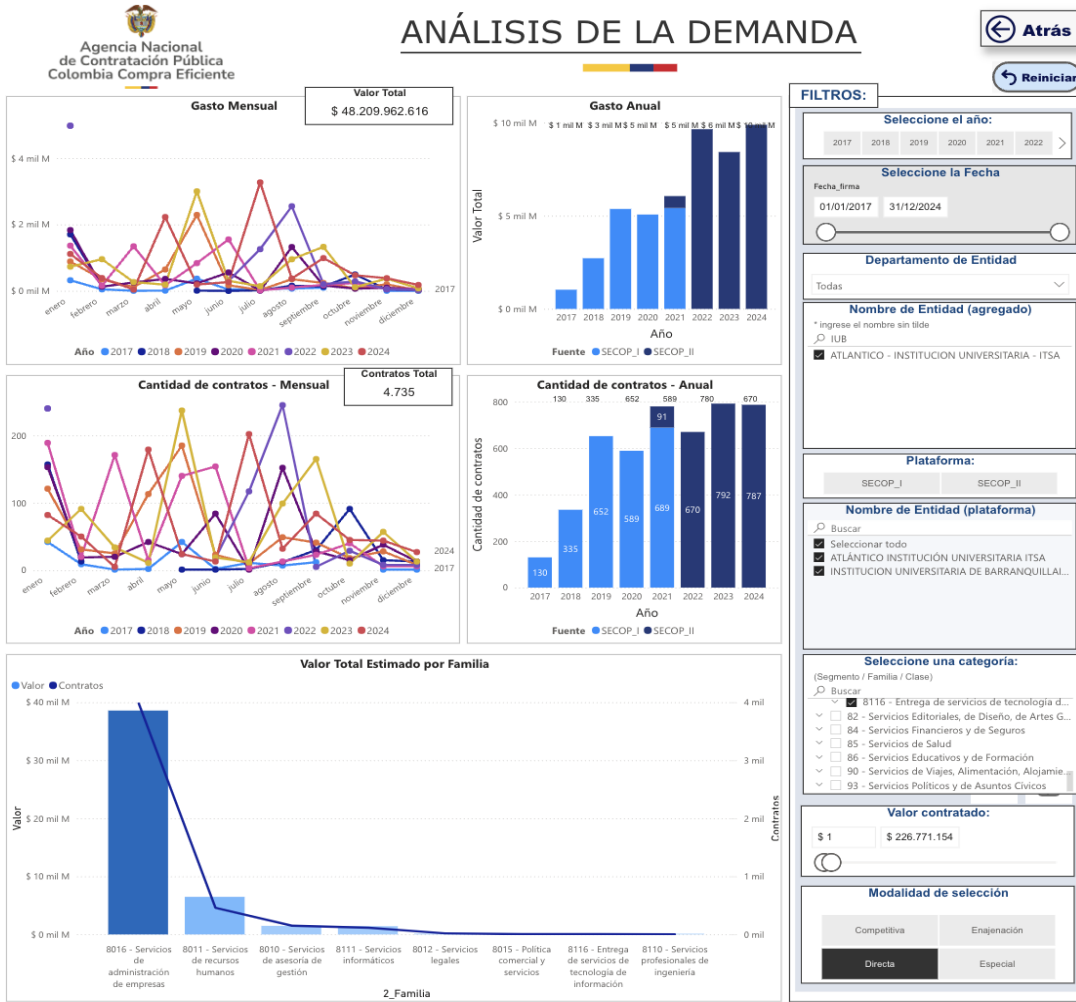 Agencia Nacional
de Contratación Pública
Colombia Compra Eficiente
ANÁLISIS DE LA DEMANDA
Atrás
Reiniciar
Gasto Mensual
Valor Total
$ 48.209.962.616
$ 4 mil M
$ 2 mil M
$ 0 mil M
2017
enero
febrero
marzo
abril
mayo
junio
julio
agosto
septiembre
octubre
noviembre
diciembre
Año 2017 2018 2019 2020 2021 2022 2023 2024
Gasto Anual
$ 10 mil M
$ 1 mil M $ 3 mil M $ 5 mil M $ 5 mil M $ 6 mil M
Valor Total
$ 5 mil M
$ 0 mil M
2017 2018 2019 2020 2021 2022 2023 2024
Año
Fuente SECOP_I SECOP_II
Cantidad de contratos - Mensual
Contratos Total
4.735
200
100
0
2024
2017
enero
febrero
marzo
abril
mayo
junio
julio
agosto
septiembre
octubre
noviembre
diciembre
Año 2017 2018 2019 2020 2021 2022 2023 2024
Cantidad de contratos - Anual
800
130 335 652 589 780 670
91
Cantidad de contratos
600
400
200
0
130 335 652 589 689 670 792 787
2017 2018 2019 2020 2021 2022 2023 2024
Año
Fuente SECOP_I SECOP_II
Valor Total Estimado por Familia
Valor Contratos
$ 40 mil M
$ 30 mil M
$ 20 mil M
$ 10 mil M
$ 0 mil M
Valor
4 mil
3 mil
2 mil
1 mil
0 mil
Contratos
8016 - Servicios
de
administración
de empresas
8011 - Servicios
de recursos
humanos
8010 - Servicios
de asesoría de
gestión
8111 - Servicios
informáticos
8012 - Servicios
legales
8015 - Política
comercial y
servicios
8116 - Entrega
de servicios de
tecnología de
información
8110 - Servicios
profesionales de
ingeniería
2_Familia
FILTROS:
Seleccione el año:
2017 2018 2019 2020 2021 2022
Seleccione la Fecha
Fecha_firma
01/01/2017 31/12/2024
Departamento de Entidad
Todas
Nombre de Entidad (agregado)
* ingrese el nombre sin tilde
IUB
ATLANTICO - INSTITUCION UNIVERSITARIA - ITSA
Plataforma:
SECOP_I SECOP_II
Nombre de Entidad (plataforma)
Buscar
Seleccionar todo
ATLÁNTICO INSTITUCIÓN UNIVERSITARIA ITSA
INSTITUCION UNIVERSITARIA DE BARRANQUILLAI...
Seleccione una categoría:
(Segmento / Familia / Clase)
Buscar
8116 - Entrega de servicios de tecnología d...
82 - Servicios Editoriales, de Diseño, de Artes G...
84 - Servicios Financieros y de Seguros
85 - Servicios de Salud
86 - Servicios Educativos y de Formación
90 - Servicios de Viajes, Alimentación, Alojamie...
93 - Servicios Políticos y de Asuntos Cívicos
Valor contratado:
$ 1 $ 226.771.154
Modalidad de selección
Competitiva Enajenación
Directa Especial